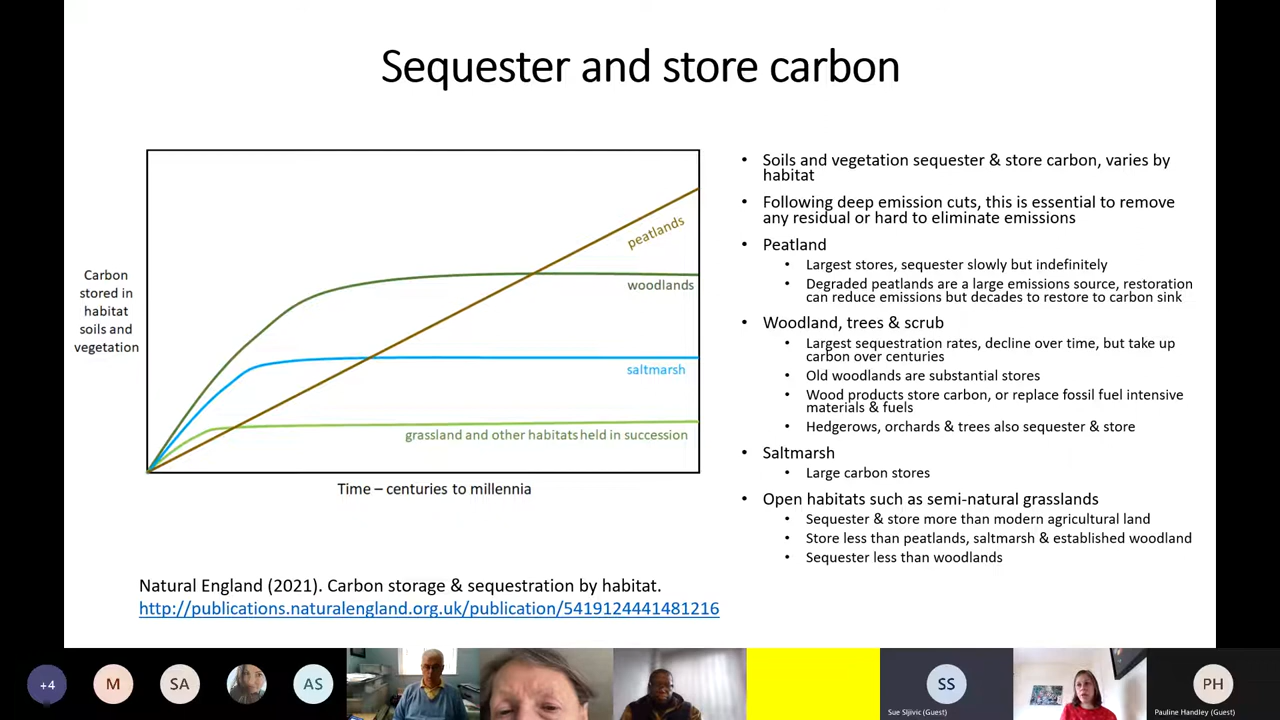 Sequester and store carbon
Carbon
stored in
habitat
soils and
vegetation
peatlands
woodlands
saltmarsh
grassland and other habitats held in succession
Time – centuries to millennia
• Soils and vegetation sequester & store carbon, varies by
habitat
• Following deep emission cuts, this is essential to remove
any residual or hard to eliminate emissions
• Peatland
• Largest stores, sequester slowly but indefinitely
• Degraded peatlands are a large emissions source, restoration
can reduce emissions but decades to restore to carbon sink
• Woodland, trees & scrub
• Largest sequestration rates, decline over time, but take up
carbon over centuries
• Old woodlands are substantial stores
• Wood products store carbon, or replace fossil fuel intensive
materials & fuels
• Hedgerows, orchards & trees also sequester & store
• Saltmarsh
• Large carbon stores
• Open habitats such as semi-natural grasslands
• Sequester & store more than modern agricultural land
• Store less than peatlands, saltmarsh & established woodland
• Sequester less than woodlands
Natural England (2021). Carbon storage & sequestration by habitat.
http://publications.naturalengland.org.uk/publication/5419124441481216
+4
M
SA
AS
SS
Sue Sljivic (Guest)
PH
Pauline Handley (Guest)